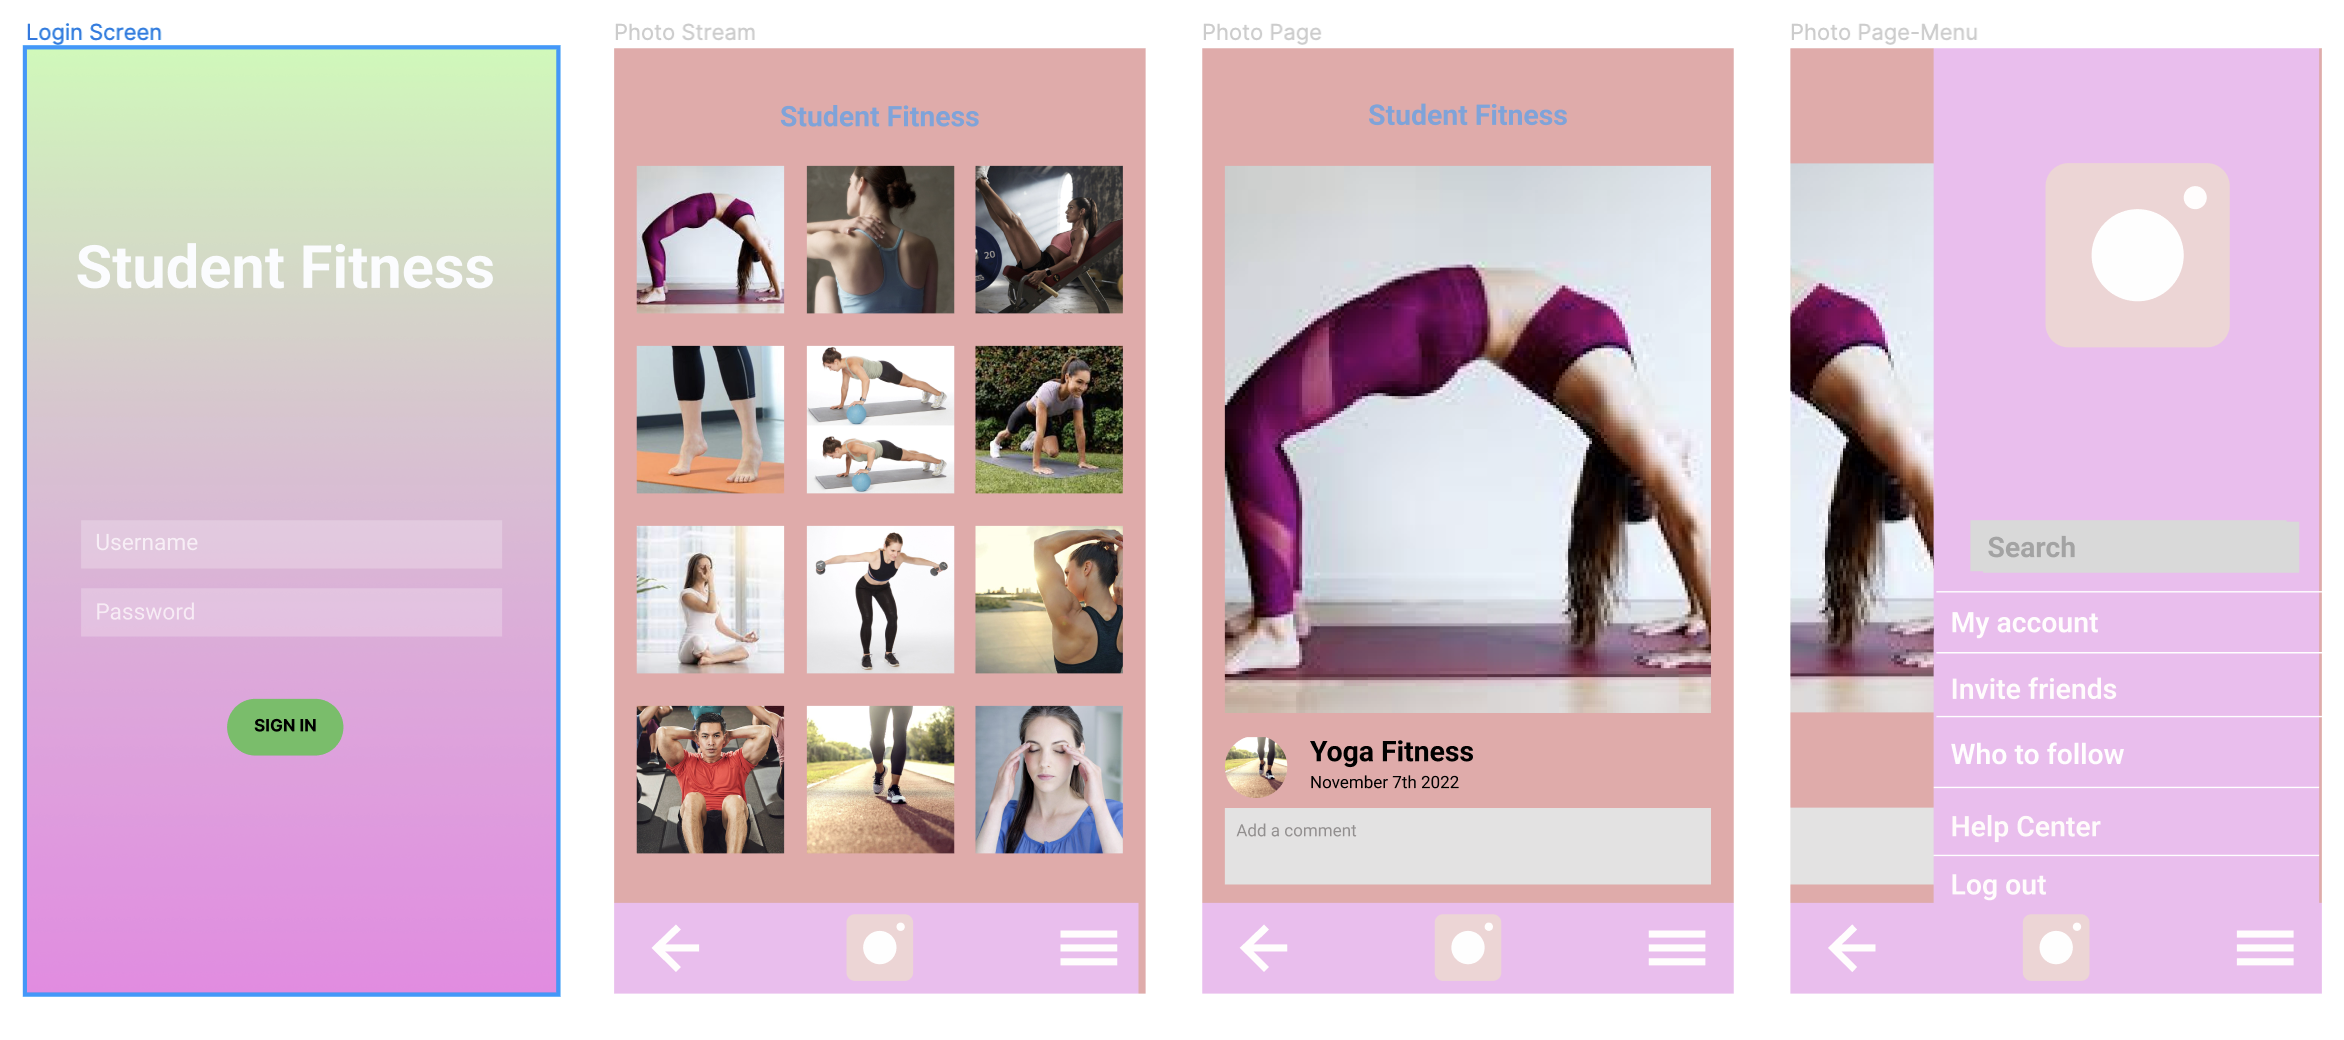 Login Screen
Student Fitness
Username
Password
SIGN IN
Photo Stream
Student Fitness
20
Photo Page
Student Fitness
Yoga Fitness
November 7th 2022
Add a comment
Photo Page-Menu
Search
My account
Invite friends
Who to follow
Help Center
Log out